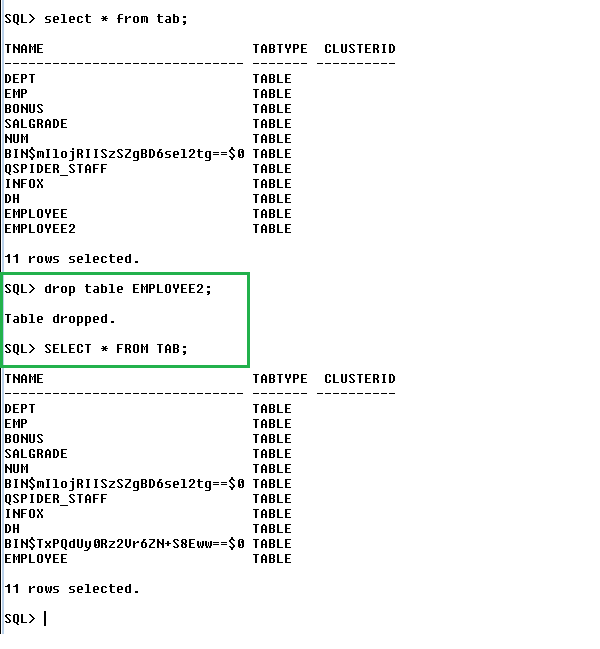 SQL> select * from tab;
TNAME                          TABTYPE  CLUSTERID
------------------------------ ------- ----------
DEPT                           TABLE
EMP                            TABLE
BONUS                          TABLE
SALGRADE                       TABLE
NUM                            TABLE
BIN$mIlojRIISzSZgBD6sel2tg==$0 TABLE
QSPIDER_STAFF                  TABLE
INFOX                          TABLE
DH                             TABLE
EMPLOYEE                       TABLE
EMPLOYEE2                      TABLE
11 rows selected.
SQL> drop table EMPLOYEE2;
Table dropped.
SQL> SELECT * FROM TAB;
TNAME                          TABTYPE  CLUSTERID
------------------------------ ------- ----------
DEPT                           TABLE
EMP                            TABLE
BONUS                          TABLE
SALGRADE                       TABLE
NUM                            TABLE
BIN$mIlojRIISzSZgBD6sel2tg==$0 TABLE
QSPIDER_STAFF                  TABLE
INFOX                          TABLE
DH                             TABLE
BIN$TxPQdUy0Rz2Vr6ZN+S8Eww==$0 TABLE
EMPLOYEE                       TABLE
11 rows selected.
SQL>